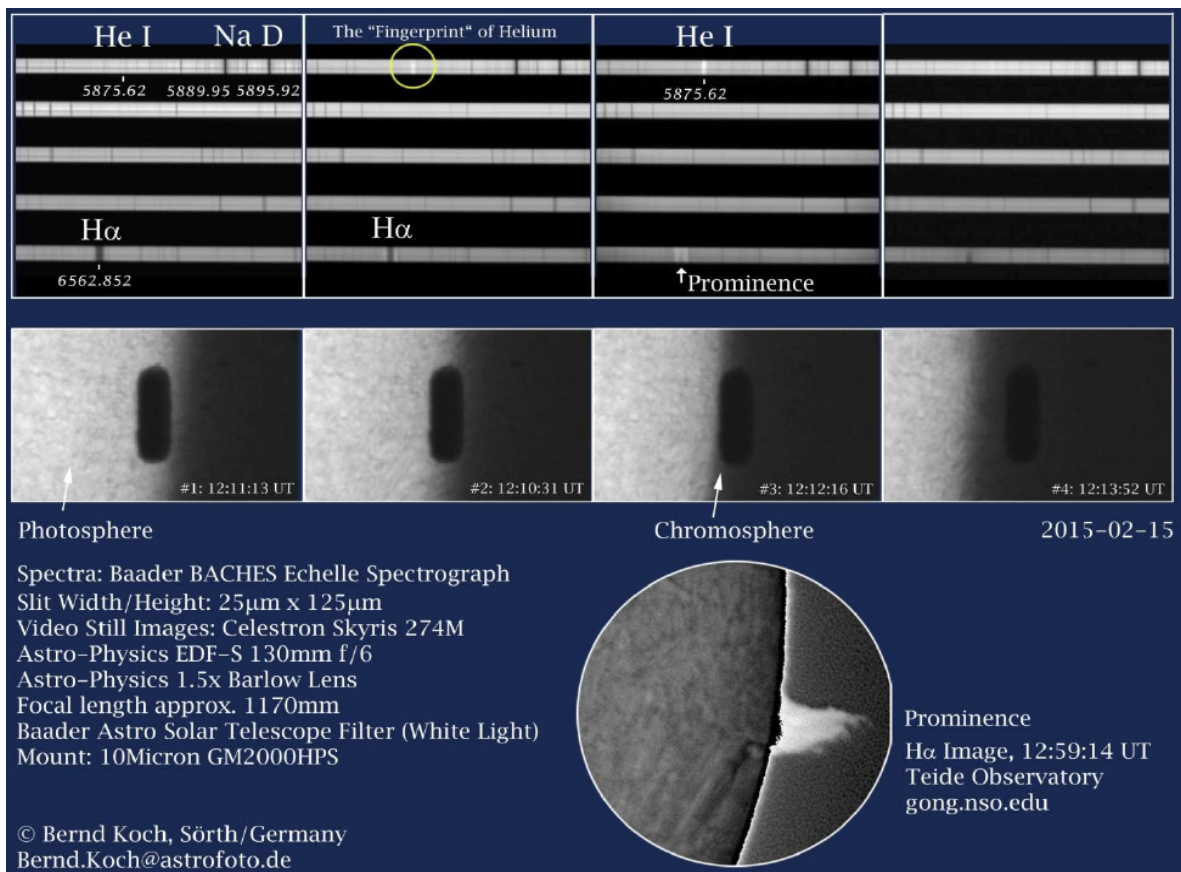 He I Na D
The "Fingerprint" of Helium
He I
5875.62 5889.95 5895.92
5875.62
Hα
Hα
6562.852
↑Prominence
#1: 12:11:13 UT
#2: 12:10:31 UT
#3: 12:12:16 UT
#4: 12:13:52 UT
Photosphere
Chromosphere
2015-02-15
Spectra: Baader BACHES Echelle Spectrograph
Slit Width/Height: 25µm x 125µm
Video Still Images: Celestron Skyris 274M
Astro-Physics EDF-S 130mm f/6
Astro-Physics 1.5x Barlow Lens
Focal length approx. 1170mm
Baader Astro Solar Telescope Filter (White Light)
Mount: 10Micron GM2000HPS
Prominence
Hα Image, 12:59:14 UT
Teide Observatory
gong.nso.edu
© Bernd Koch, Sörth/Germany
Bernd.Koch@astrofoto.de